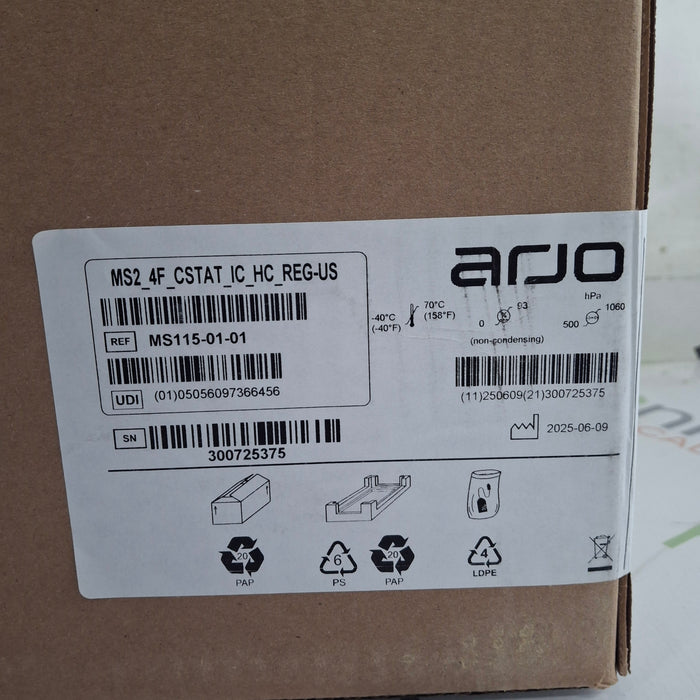 MS2_4F_CSTAT_IC_HC_REG-US
REF MS115-01-01
UDI (01)05056097366456
SN
300725375
arjo
-40°C
(-40°F)
70°C
(158°F)
0 % 93
(non-condensing)
hPa
500 1060
(11)250609(21)300725375
2025-06-09
20
PAP
6
PS
20
PAP
4
LDPE